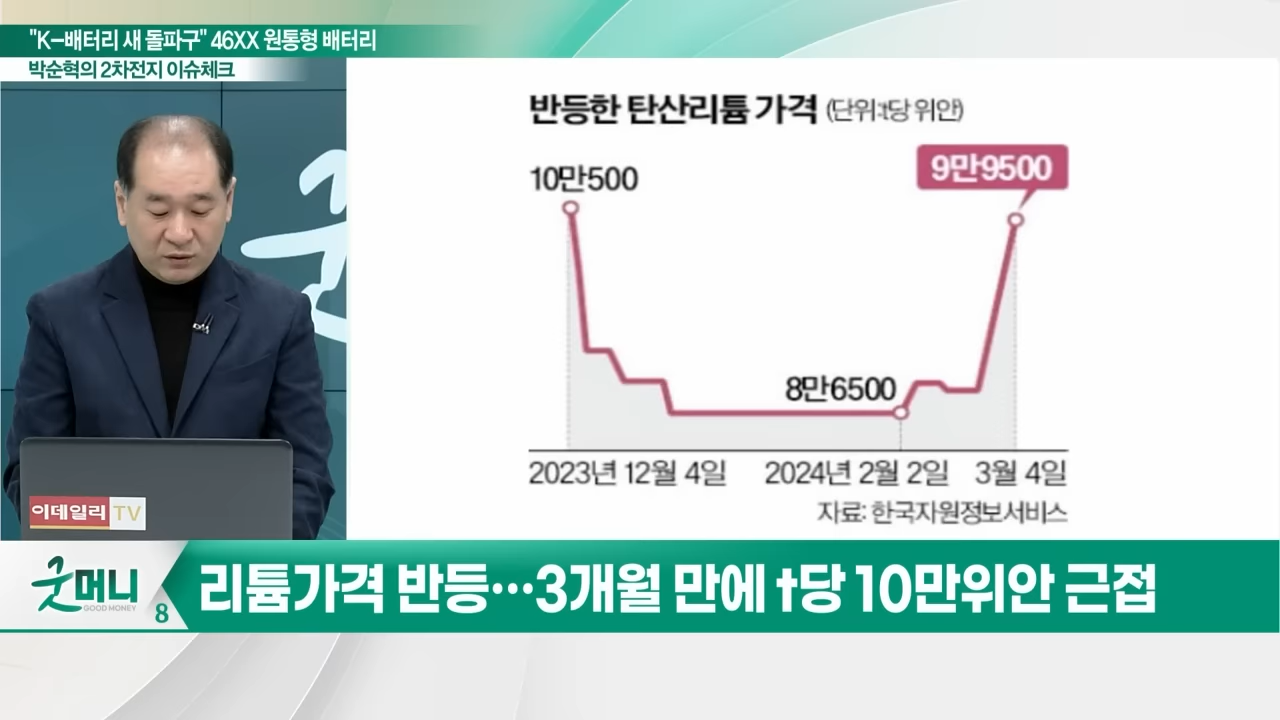 "K-배터리 새 돌파구" 46XX 원통형 배터리
박순혁의 2차전지 이슈체크
반등한 탄산리튬 가격 (단위:t당 위안)
10만500
9만9500
8만6500
2023년 12월 4일 2024년 2월 2일 3월 4일
자료: 한국자원정보서비스
이데일리 TV
굿머니
GOOD MONEY
8
리튬가격 반등…3개월 만에 t당 10만위안 근접